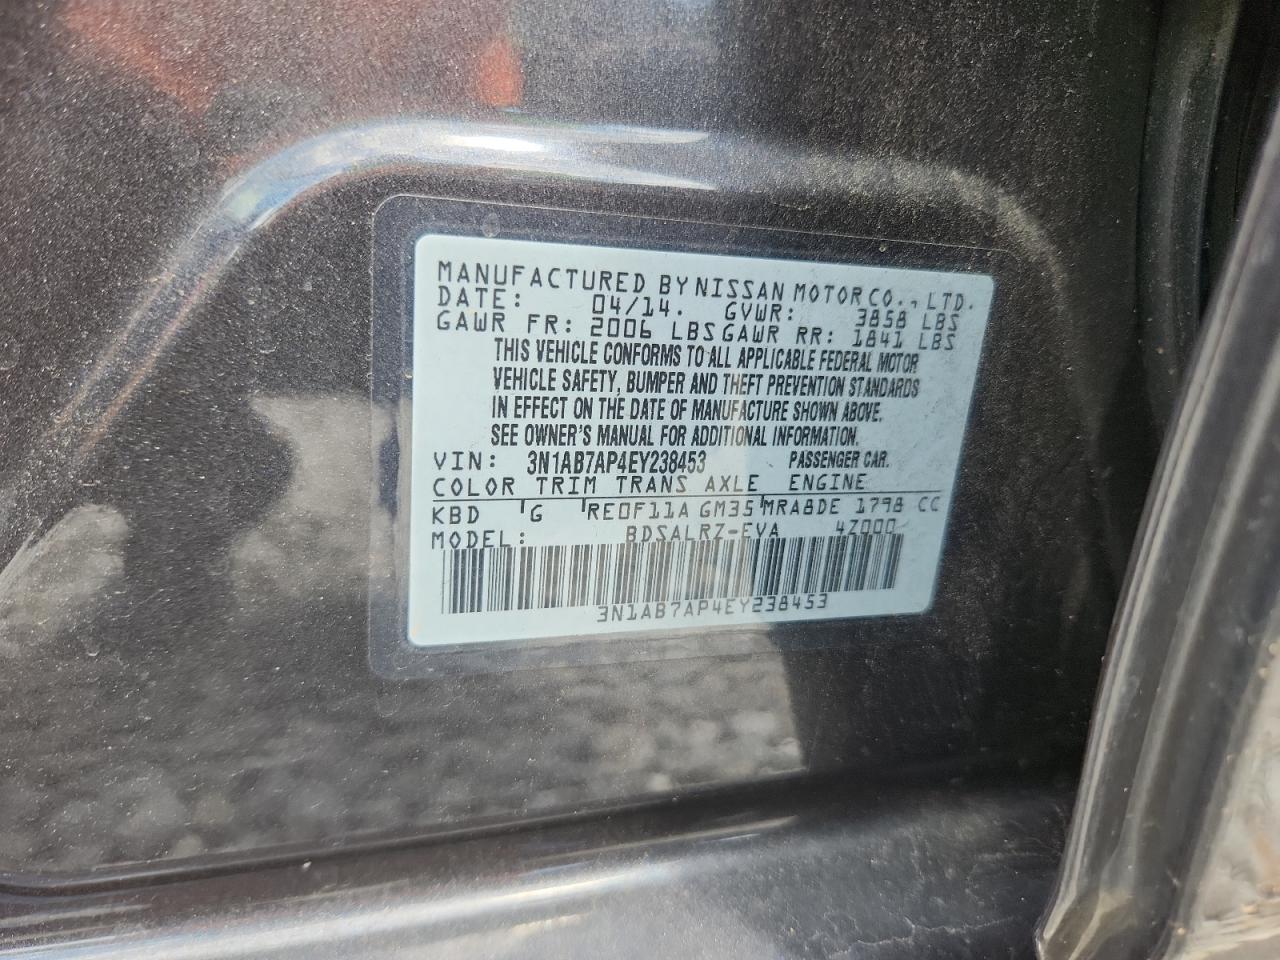 MANUFACTURED BY NISSAN MOTOR CO., LTD.
DATE: 04/14. GVWR: 3858 LBS
GAWR FR: 2006 LBS GAWR RR: 1841 LBS
THIS VEHICLE CONFORMS TO ALL APPLICABLE FEDERAL MOTOR
VEHICLE SAFETY, BUMPER AND THEFT PREVENTION STANDARDS
IN EFFECT ON THE DATE OF MANUFACTURE SHOWN ABOVE.
SEE OWNER'S MANUAL FOR ADDITIONAL INFORMATION.
VIN: 3N1AB7AP4EY238453 PASSENGER CAR.
COLOR TRIM TRANS AXLE ENGINE
KBD G RE0F11A GM35 MRA8DE 1798 CC
MODEL: BDSALRZ-EVA 4Z000
3N1AB7AP4EY238453